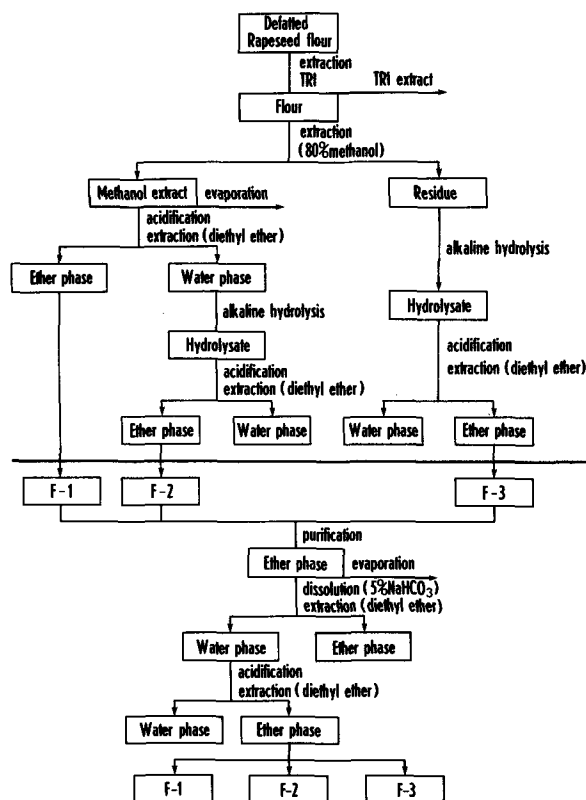 Defatted
Rapeseed flour
extraction
TRI
TRI extract
Flour
extraction
(80%methanol)
Methanol extract
evaporation
Residue
acidification
extraction (diethyl ether)
alkaline hydrolysis
Ether phase
Water phase
alkaline hydrolysis
Hydrolysate
Hydrolysate
acidification
extraction (diethyl ether)
acidification
extraction (diethyl ether)
Ether phase
Water phase
Water phase
Ether phase
F-1
F-2
F-3
purification
Ether phase
evaporation
dissolution (5%NaHCO₃)
extraction (diethyl ether)
Water phase
Ether phase
acidification
extraction (diethyl ether)
Water phase
Ether phase
F-1
F-2
F-3